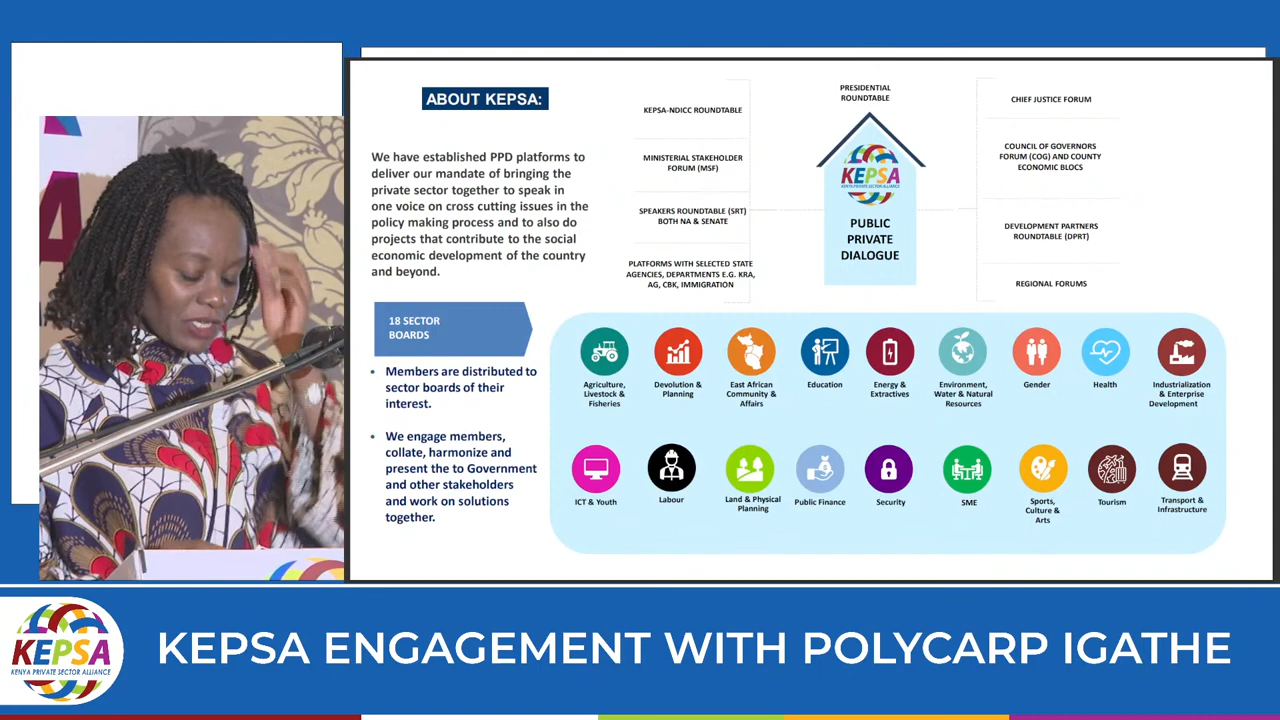 ABOUT KEPSA:
We have established PPD platforms to
deliver our mandate of bringing the
private sector together to speak in
one voice on cross cutting issues in the
policy making process and to also do
projects that contribute to the social
economic development of the country
and beyond.
18 SECTOR
BOARDS
• Members are distributed to
sector boards of their
interest.
• We engage members,
collate, harmonize and
present the to Government
and other stakeholders
and work on solutions
together.
KEPSA-NDICC ROUNDTABLE
MINISTERIAL STAKEHOLDER
FORUM (MSF)
SPEAKERS ROUNDTABLE (SRT)
BOTH NA & SENATE
PLATFORMS WITH SELECTED STATE
AGENCIES, DEPARTMENTS E.G. KRA,
AG, CBK, IMMIGRATION
PRESIDENTIAL
ROUNDTABLE
KEPSA
KENYA PRIVATE SECTOR ALLIANCE
PUBLIC
PRIVATE
DIALOGUE
CHIEF JUSTICE FORUM
COUNCIL OF GOVERNORS
FORUM (COG) AND COUNTY
ECONOMIC BLOCS
DEVELOPMENT PARTNERS
ROUNDTABLE (DPRT)
REGIONAL FORUMS
Agriculture,
Livestock &
Fisheries
Devolution &
Planning
East African
Community &
Affairs
Education
Energy &
Extractives
Environment,
Water & Natural
Resources
Gender
Health
Industrialization
& Enterprise
Development
ICT & Youth
Labour
Land & Physical
Planning
Public Finance
Security
SME
Sports,
Culture &
Arts
Tourism
Transport &
Infrastructure
KEPSA
KENYA PRIVATE SECTOR ALLIANCE
KEPSA ENGAGEMENT WITH POLYCARP IGATHE